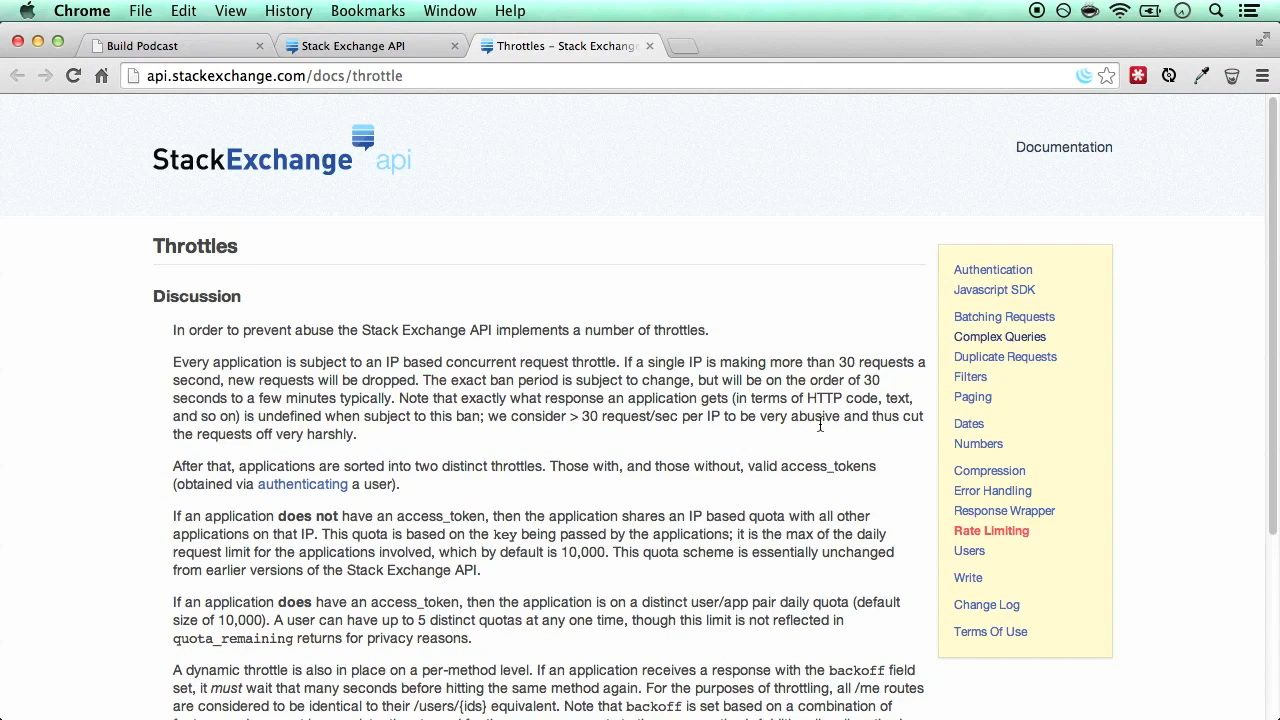 Chrome File Edit View History Bookmarks Window Help
Build Podcast
Stack Exchange API
Throttles – Stack Exchange
api.stackexchange.com/docs/throttle
StackExchange api
Documentation
Throttles
Discussion
In order to prevent abuse the Stack Exchange API implements a number of throttles.
Every application is subject to an IP based concurrent request throttle. If a single IP is making more than 30 requests a
second, new requests will be dropped. The exact ban period is subject to change, but will be on the order of 30
seconds to a few minutes typically. Note that exactly what response an application gets (in terms of HTTP code, text,
and so on) is undefined when subject to this ban; we consider > 30 request/sec per IP to be very abusive and thus cut
the requests off very harshly.
After that, applications are sorted into two distinct throttles. Those with, and those without, valid access_tokens
(obtained via authenticating a user).
If an application does not have an access_token, then the application shares an IP based quota with all other
applications on that IP. This quota is based on the key being passed by the applications; it is the max of the daily
request limit for the applications involved, which by default is 10,000. This quota scheme is essentially unchanged
from earlier versions of the Stack Exchange API.
If an application does have an access_token, then the application is on a distinct user/app pair daily quota (default
size of 10,000). A user can have up to 5 distinct quotas at any one time, though this limit is not reflected in
quota_remaining returns for privacy reasons.
A dynamic throttle is also in place on a per-method level. If an application receives a response with the backoff field
set, it must wait that many seconds before hitting the same method again. For the purposes of throttling, all /me routes
are considered to be identical to their /users/{ids} equivalent. Note that backoff is set based on a combination of
Authentication
Javascript SDK
Batching Requests
Complex Queries
Duplicate Requests
Filters
Paging
Dates
Numbers
Compression
Error Handling
Response Wrapper
Rate Limiting
Users
Write
Change Log
Terms Of Use